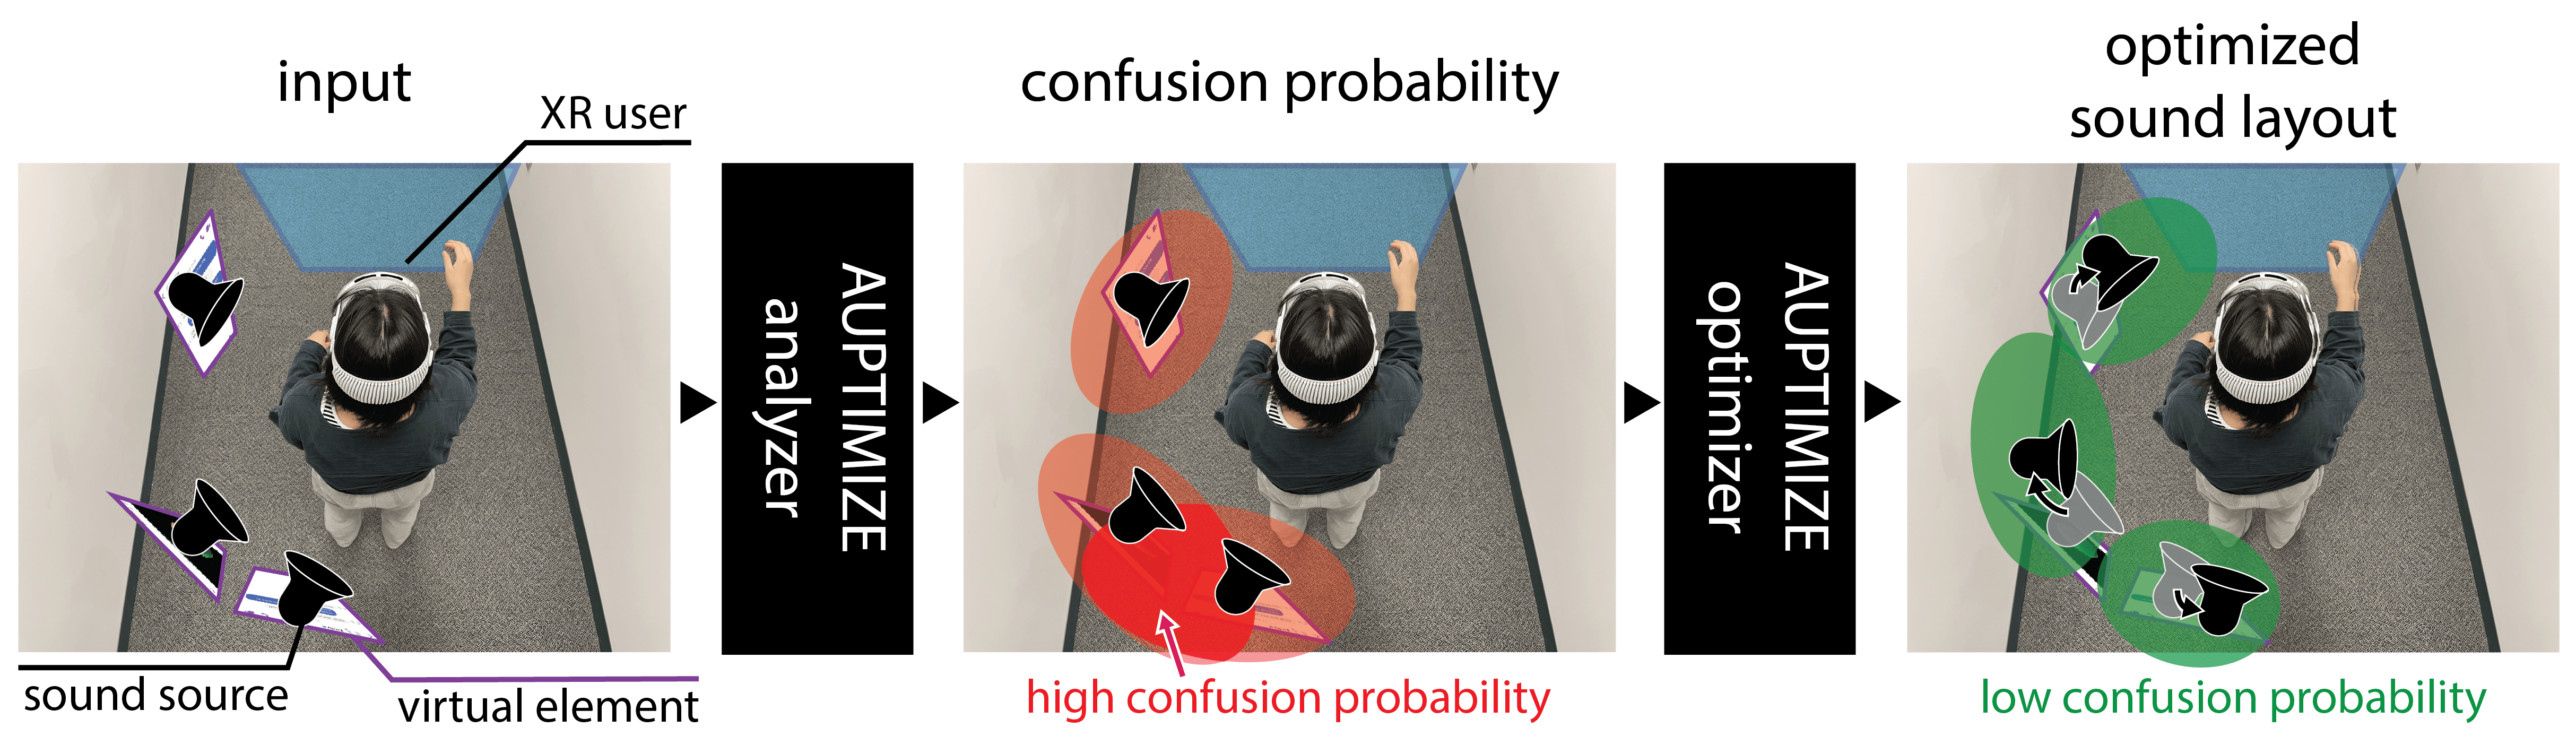 input
XR user
sound source
virtual element
AUPTIMIZE
analyzer
confusion probability
high confusion probability
AUPTIMIZE
optimizer
optimized
sound layout
low confusion probability